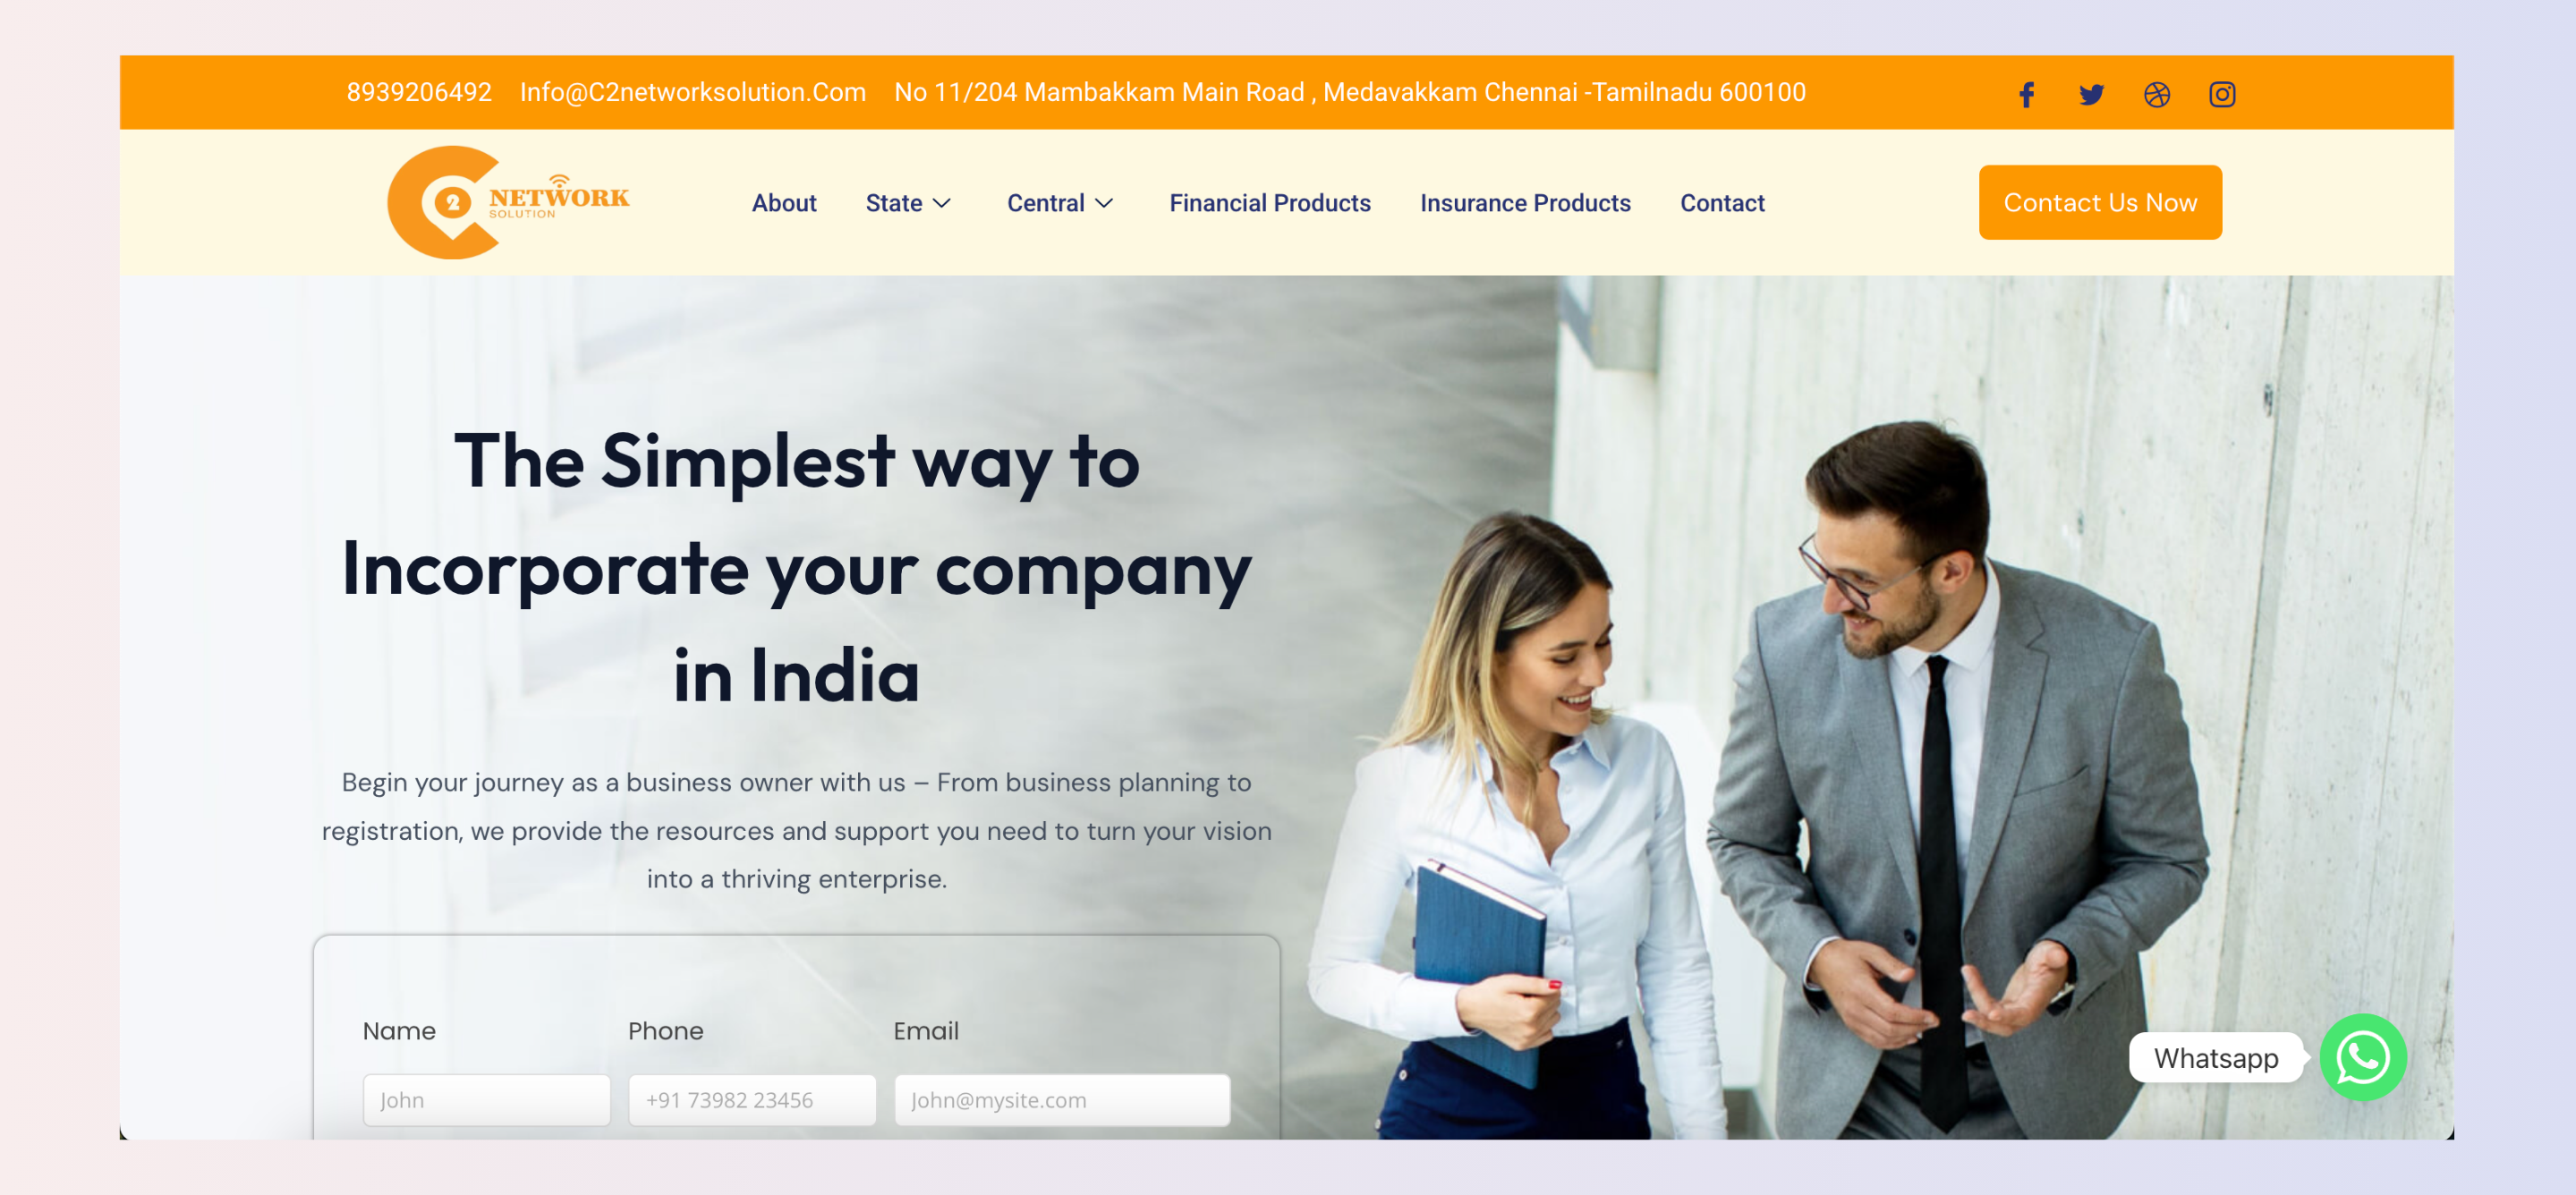 8939206492 Info@C2networksolution.Com No 11/204 Mambakkam Main Road , Medavakkam Chennai -Tamilnadu 600100
2 NETWORK
SOLUTION
About State Central Financial Products Insurance Products Contact
Contact Us Now
The Simplest way to
Incorporate your company
in India
Begin your journey as a business owner with us – From business planning to
registration, we provide the resources and support you need to turn your vision
into a thriving enterprise.
Name Phone Email
John +91 73982 23456 John@mysite.com
Whatsapp